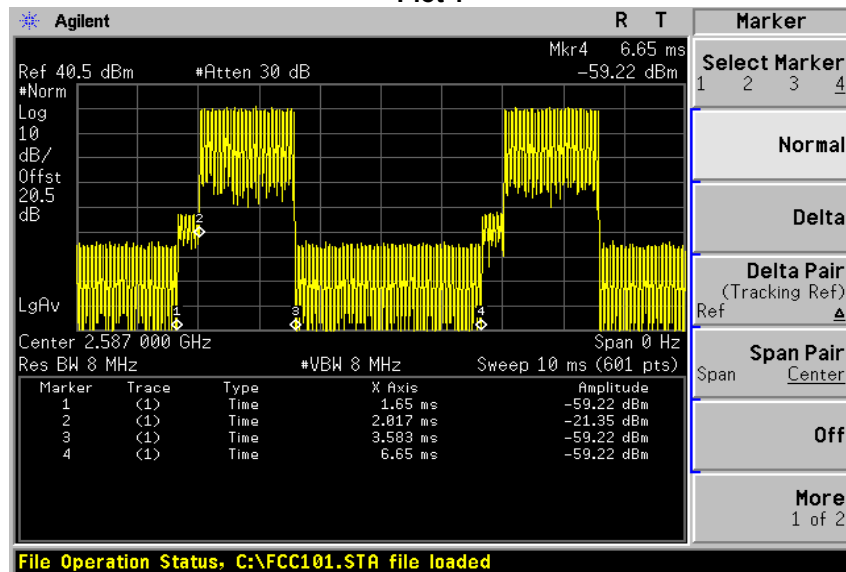 Agilent R T Marker
Mkr4 6.65 ms
Ref 40.5 dBm #Atten 30 dB -59.22 dBm
#Norm
Log
10
dB/
Offst
20.5
dB
LgAv
2
1 3 4
Center 2.587 000 GHz Span 0 Hz
Res BW 8 MHz #VBW 8 MHz Sweep 10 ms (601 pts)
Marker Trace Type X Axis Amplitude
1 (1) Time 1.65 ms -59.22 dBm
2 (1) Time 2.017 ms -21.35 dBm
3 (1) Time 3.583 ms -59.22 dBm
4 (1) Time 6.65 ms -59.22 dBm
Select Marker
1 2 3 4
Normal
Delta
Delta Pair
(Tracking Ref)
Ref Δ
Span Pair
Span Center
Off
More
1 of 2
File Operation Status, C:\FCC101.STA file loaded